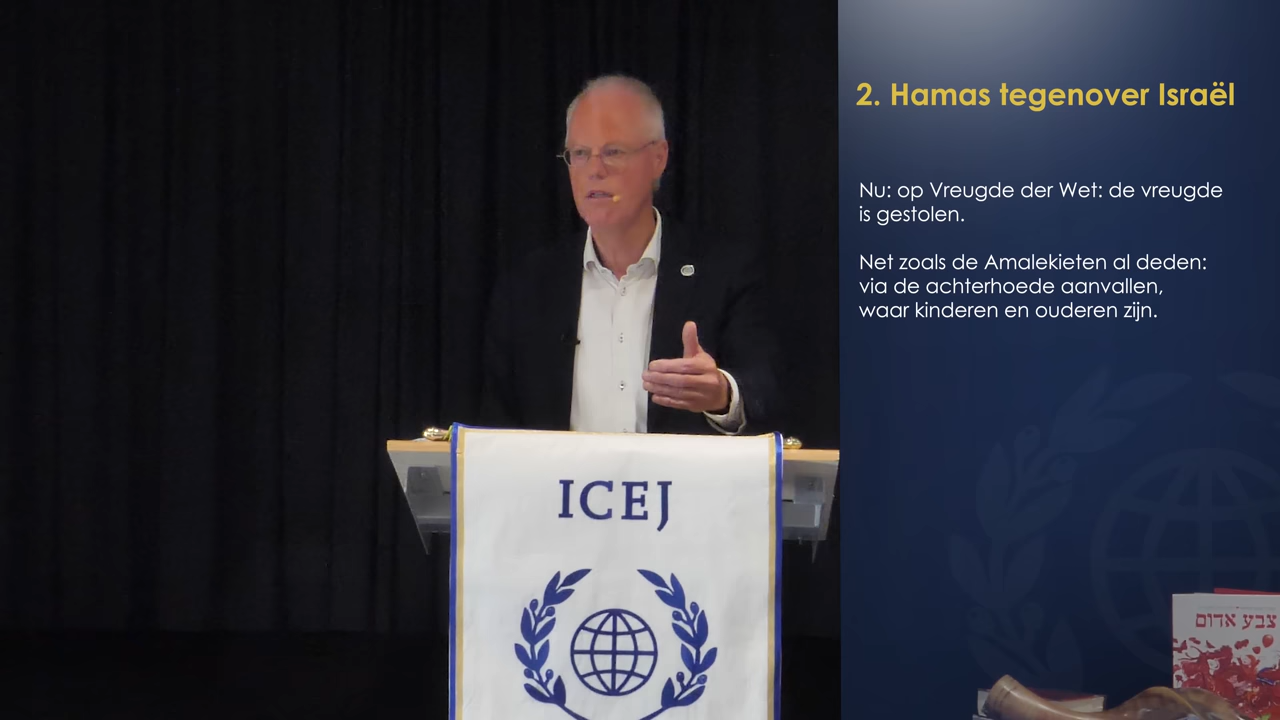 2. Hamas tegenover Israël
Nu: op Vreugde der Wet: de vreugde
is gestolen.
Net zoals de Amalekieten al deden:
via de achterhoede aanvallen,
waar kinderen en ouderen zijn.
ICEJ
צבע אדום